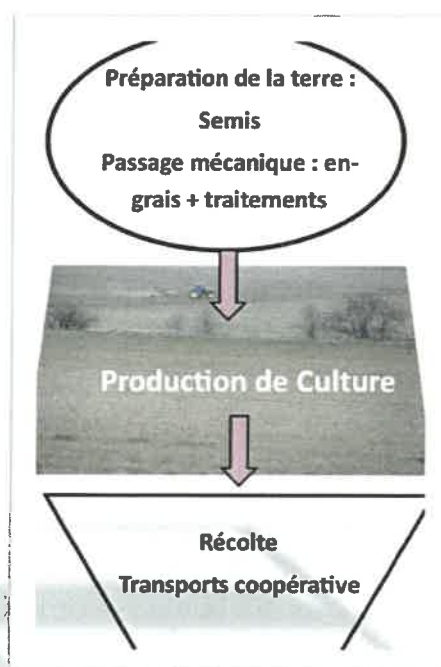 Préparation de la terre :
Semis
Passage mécanique : en-
grais + traitements
Production de Culture
Récolte
Transports coopérative